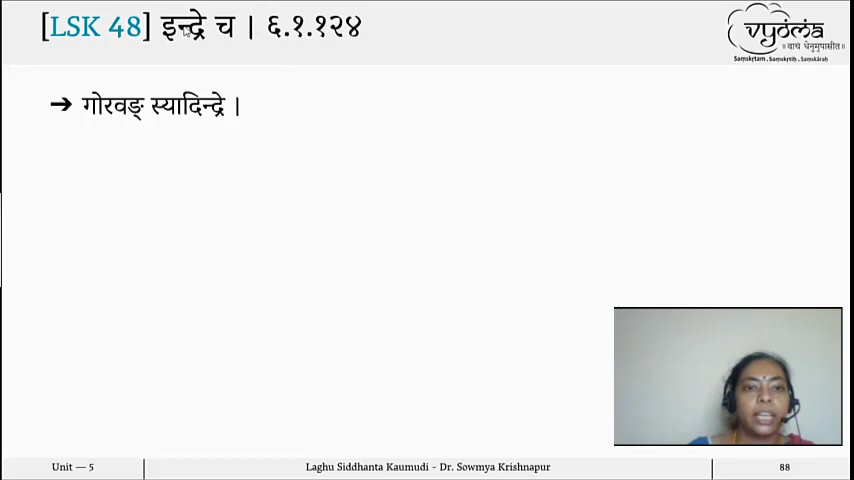 [LSK 48] इन्द्रे च । ६.१.१२४
vyoma
॥ वाचं धेनुमुपासीत ॥
Saṃskṛtam, Saṃskṛtiḥ, Saṃskāraḥ
➔ गोरवङ् स्यादिन्द्रे ।
Unit — 5
Laghu Siddhanta Kaumudi - Dr. Sowmya Krishnapur
88